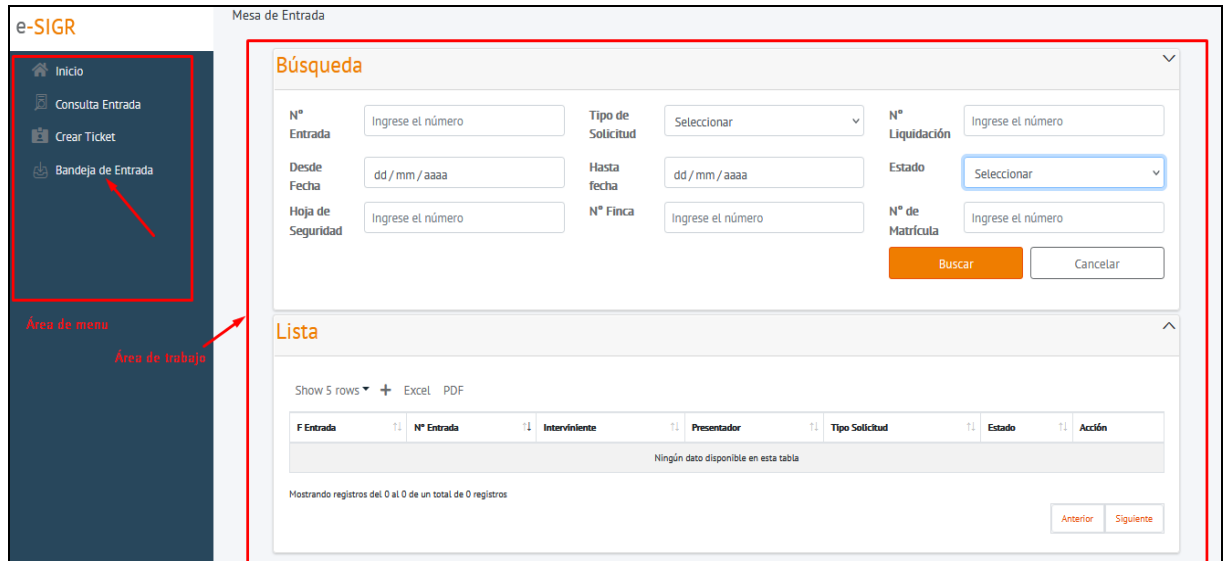 e-SIGR
Mesa de Entrada
Inicio
Consulta Entrada
Crear Ticket
Bandeja de Entrada
Área de menu
Área de trabajo
Búsqueda
N° Entrada
Ingrese el número
Tipo de Solicitud
Seleccionar
N° Liquidación
Ingrese el número
Desde Fecha
dd/mm/aaaa
Hasta fecha
dd/mm/aaaa
Estado
Seleccionar
Hoja de Seguridad
Ingrese el número
N° Finca
Ingrese el número
N° de Matrícula
Ingrese el número
Buscar
Cancelar
Lista
Show 5 rows + Excel PDF
F Entrada N° Entrada Interviniente Presentador Tipo Solicitud Estado Acción
Ningún dato disponible en esta tabla
Mostrando registros del 0 al 0 de un total de 0 registros
Anterior Siguiente